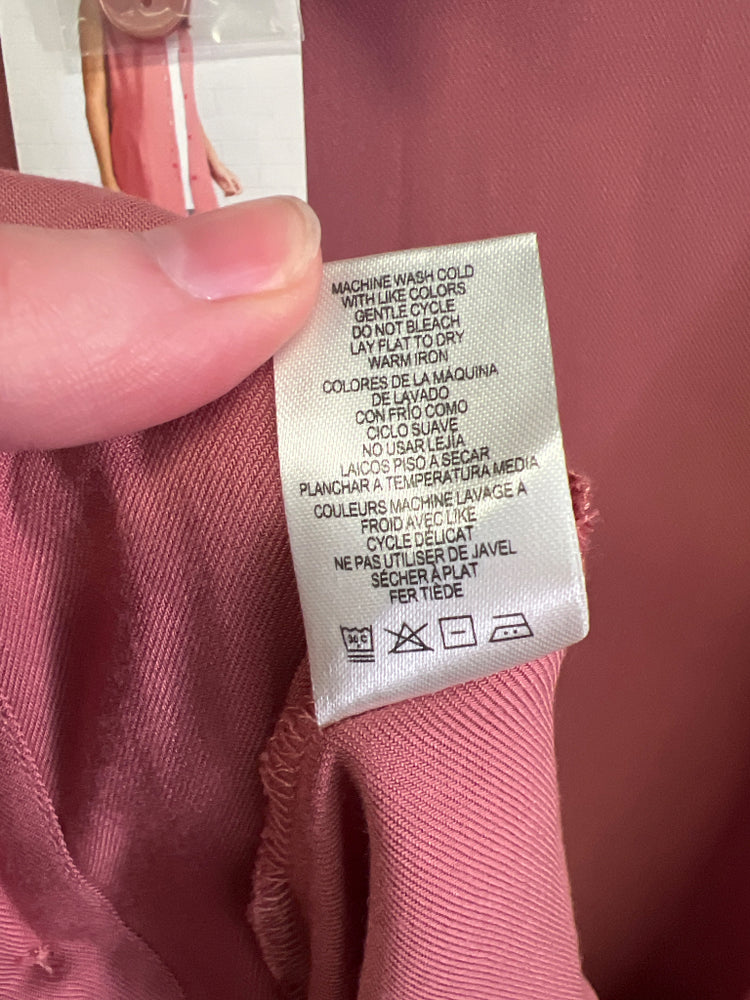 MACHINE WASH COLD
WITH LIKE COLORS
GENTLE CYCLE
DO NOT BLEACH
LAY FLAT TO DRY
WARM IRON
COLORES DE LA MAQUINA
DE LAVADO
CON FRÍO COMO
CICLO SUAVE
NO USAR LEJÍA
LAICOS PISO A SECAR
PLANCHAR A TEMPERATURA MEDIA
COULEURS MACHINE LAVAGE A
FROID AVEC LIKE
CYCLE DÉLICAT
NE PAS UTILISER DE JAVEL
SÉCHER À PLAT
FER TIÈDE
30 C